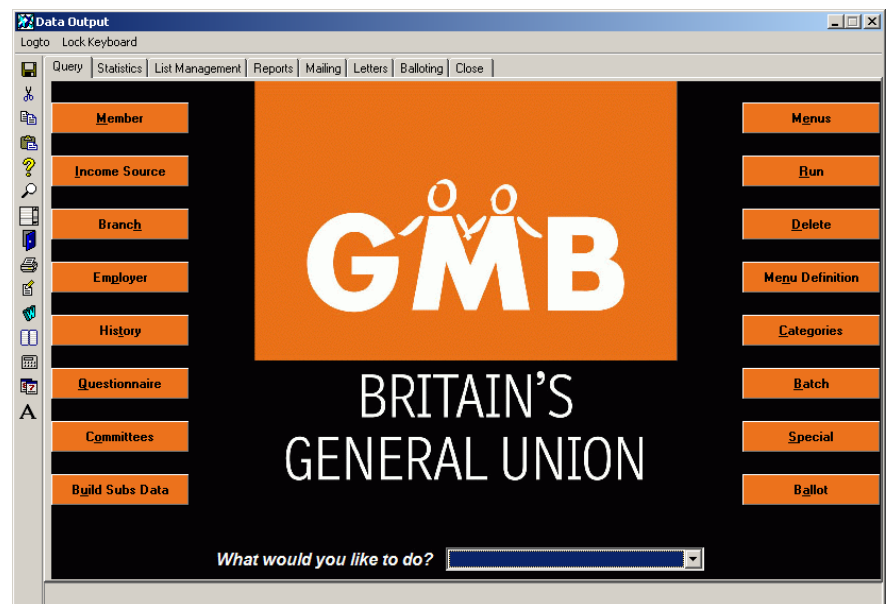 Data Output
Logto Lock Keyboard
Query Statistics List Management Reports Mailing Letters Balloting Close
Member
Income Source
Branch
Employer
History
Questionnaire
Committees
Build Subs Data
GMB
BRITAIN'S
GENERAL UNION
What would you like to do?
Menus
Run
Delete
Menu Definition
Categories
Batch
Special
Ballot